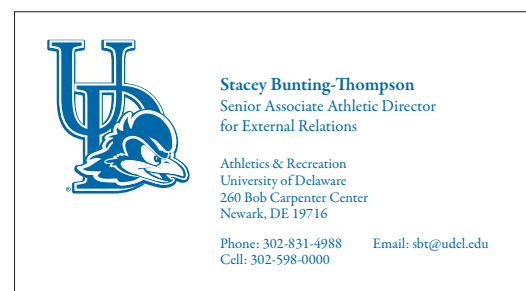 UD
Stacey Bunting-Thompson
Senior Associate Athletic Director
for External Relations
Athletics & Recreation
University of Delaware
260 Bob Carpenter Center
Newark, DE 19716
Phone: 302-831-4988 Email: sbt@udel.edu
Cell: 302-598-0000